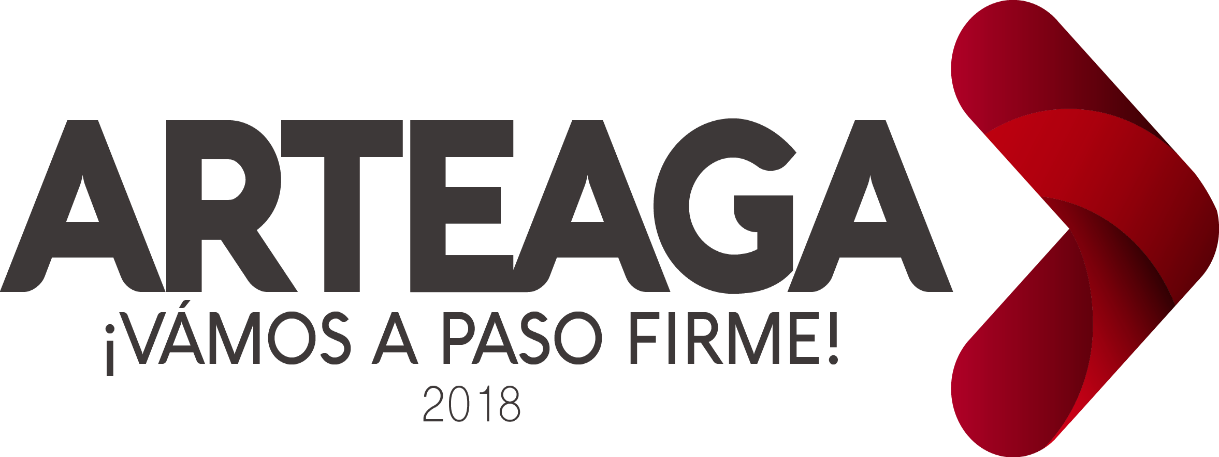 ARTEAGA
¡VÁMOS A PASO FIRME!
2018